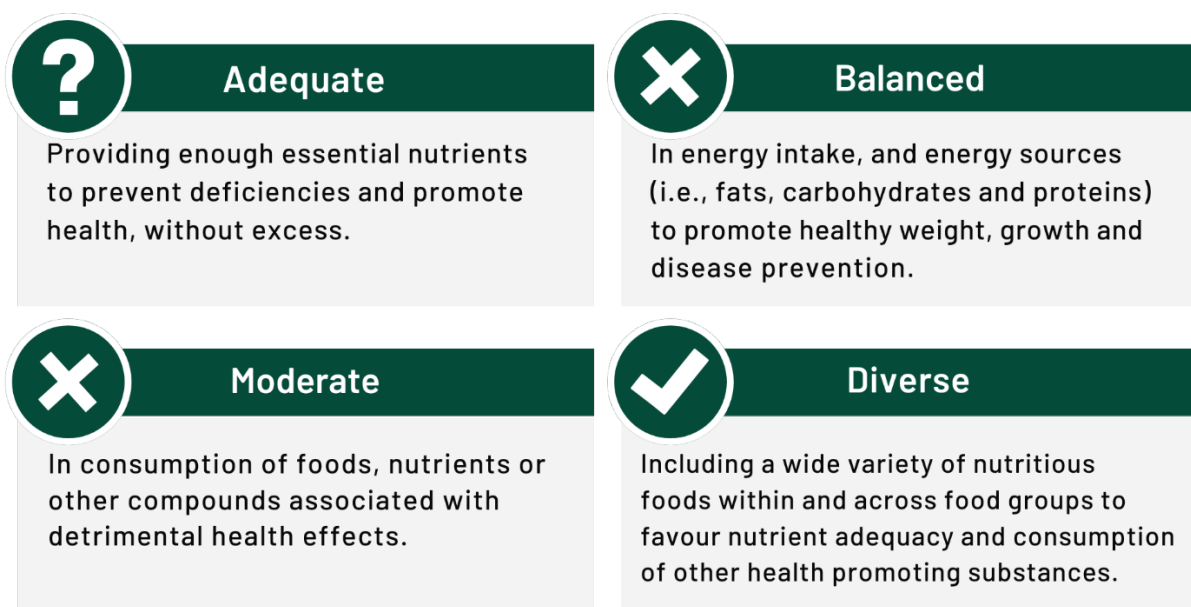 Adequate
Providing enough essential nutrients
to prevent deficiencies and promote
health, without excess.
Balanced
In energy intake, and energy sources
(i.e., fats, carbohydrates and proteins)
to promote healthy weight, growth and
disease prevention.
Moderate
In consumption of foods, nutrients or
other compounds associated with
detrimental health effects.
Diverse
Including a wide variety of nutritious
foods within and across food groups to
favour nutrient adequacy and consumption
of other health promoting substances.